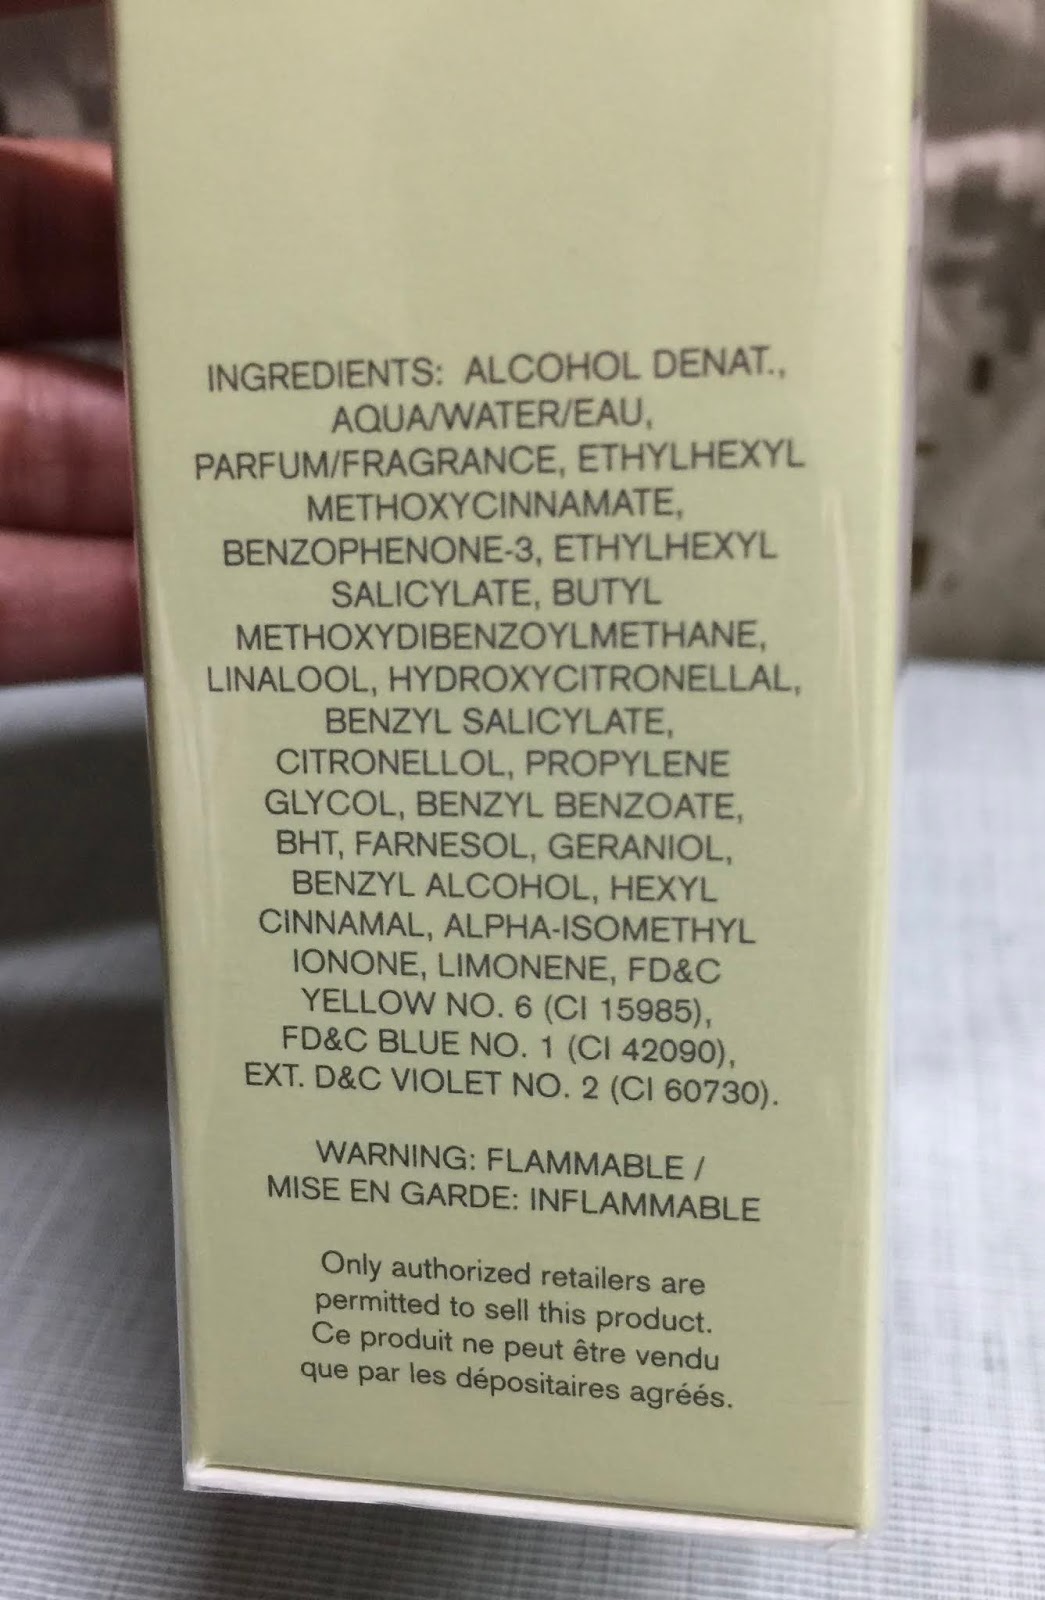 INGREDIENTS: ALCOHOL DENAT.,
AQUA/WATER/EAU,
PARFUM/FRAGRANCE, ETHYLHEXYL
METHOXYCINNAMATE,
BENZOPHENONE-3, ETHYLHEXYL
SALICYLATE, BUTYL
METHOXYDIBENZOYLMETHANE,
LINALOOL, HYDROXYCITRONELLAL,
BENZYL SALICYLATE,
CITRONELLOL, PROPYLENE
GLYCOL, BENZYL BENZOATE,
BHT, FARNESOL, GERANIOL,
BENZYL ALCOHOL, HEXYL
CINNAMAL, ALPHA-ISOMETHYL
IONONE, LIMONENE, FD&C
YELLOW NO. 6 (CI 15985),
FD&C BLUE NO. 1 (CI 42090),
EXT. D&C VIOLET NO. 2 (CI 60730).
WARNING: FLAMMABLE /
MISE EN GARDE: INFLAMMABLE
Only authorized retailers are
permitted to sell this product.
Ce produit ne peut être vendu
que par les dépositaires agréés.